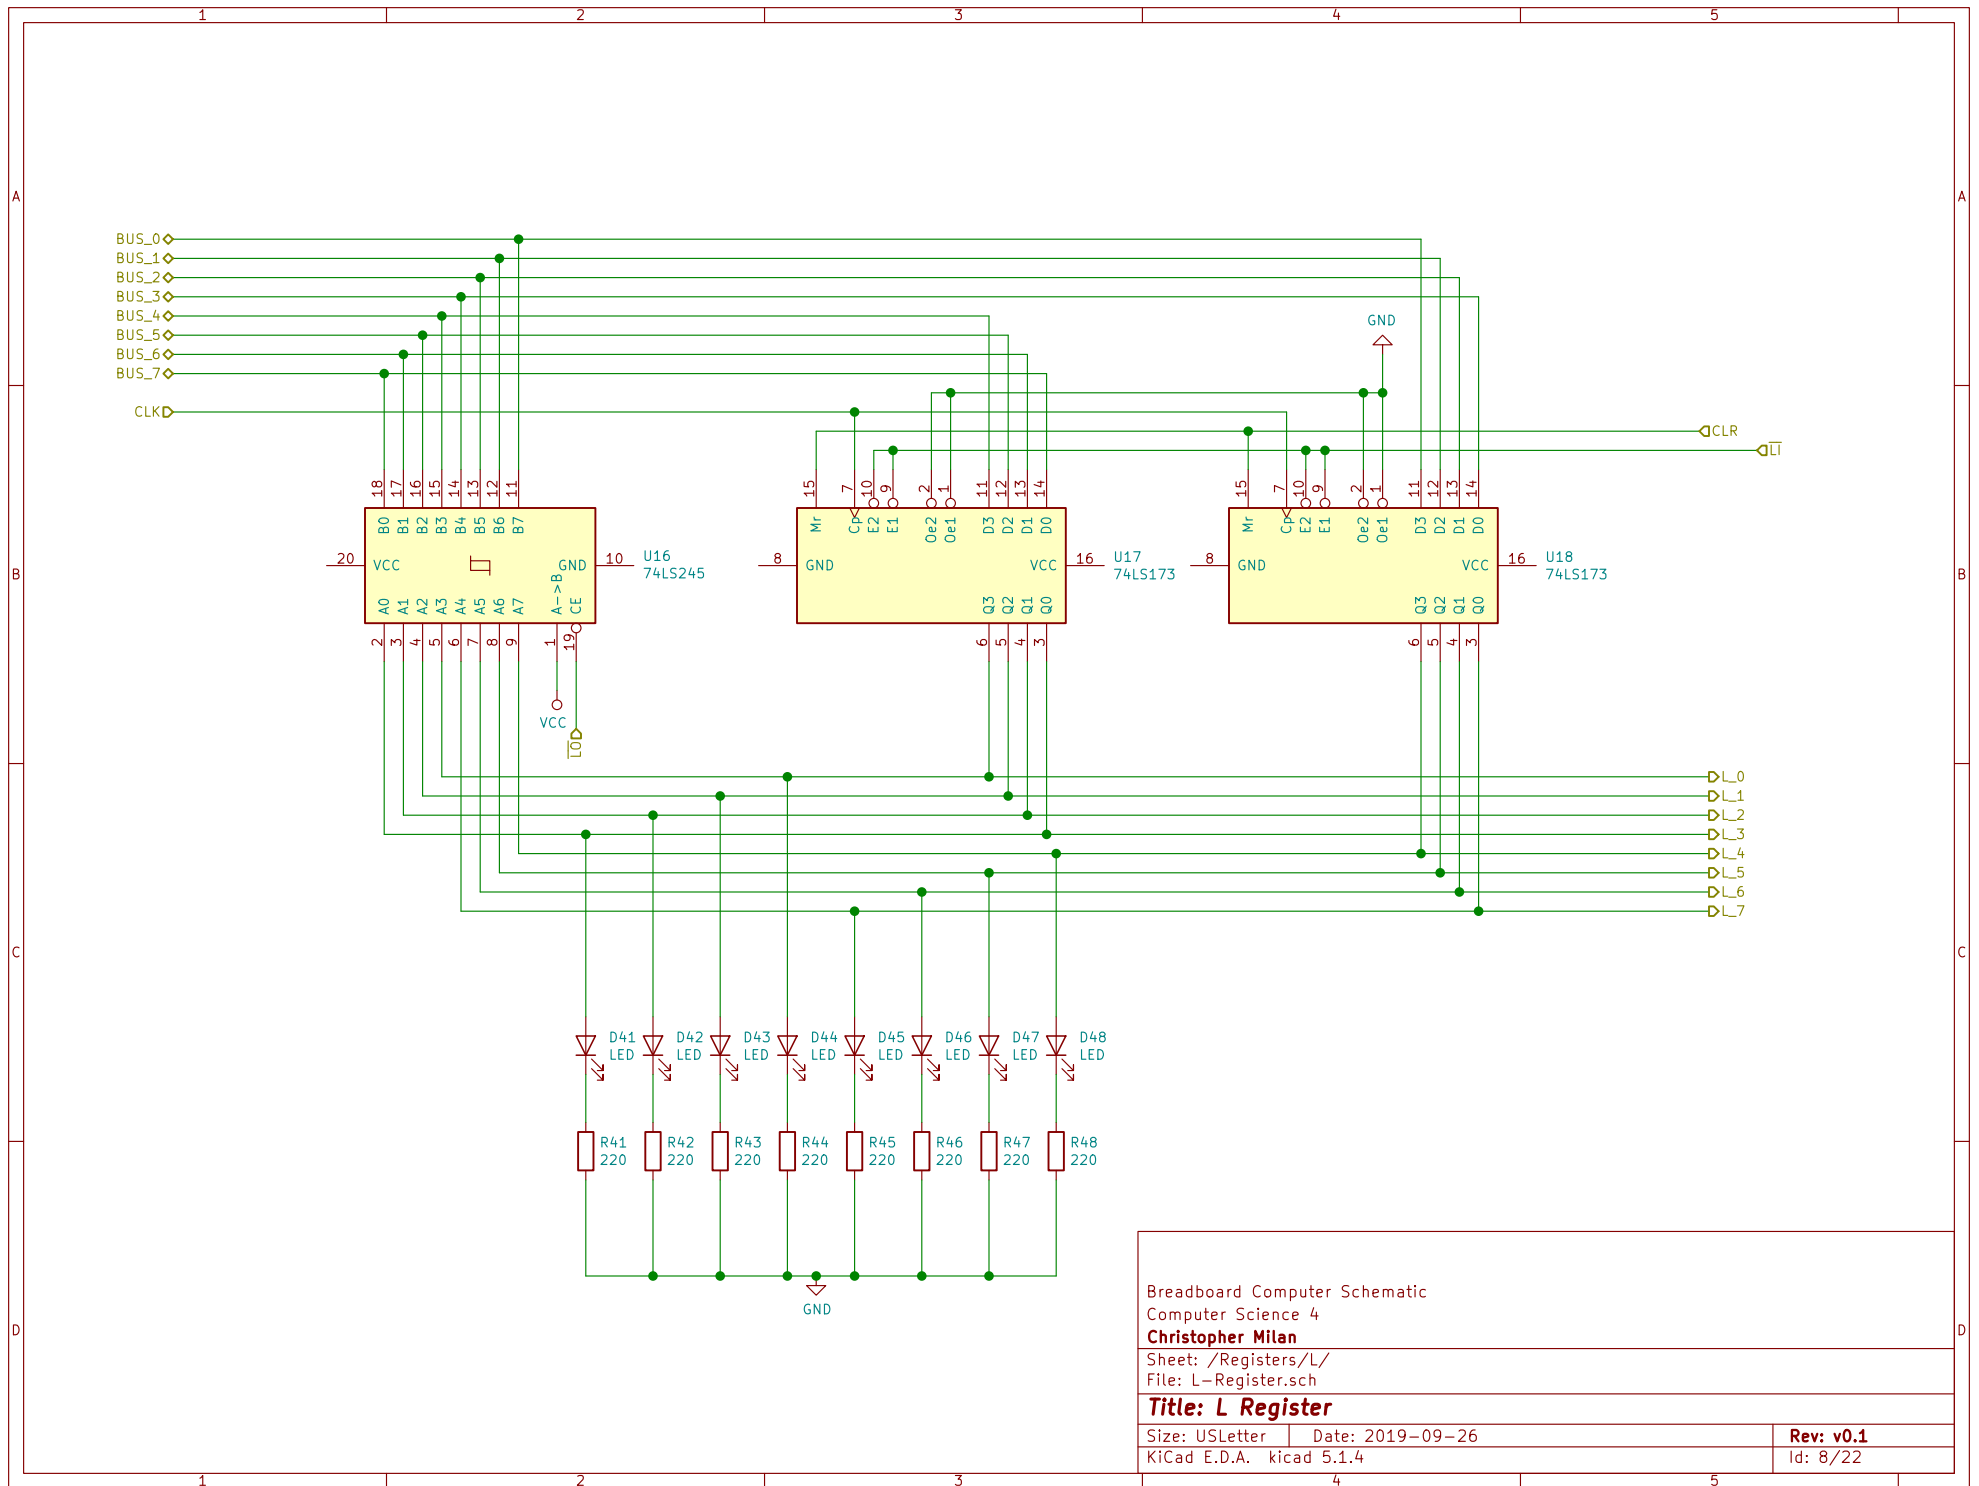 1 2 3 4 5
A A
BUS_0
BUS_1
BUS_2
BUS_3
BUS_4
BUS_5
BUS_6
BUS_7
GND
CLK
CLR
LI
18 17 16 15 14 13 12 11
15 7 10 9 2 1 11 12 13 14
15 7 10 9 2 1 11 12 13 14
B0 B1 B2 B3 B4 B5 B6 B7
Mr Cp E2 E1 Oe2 Oe1 D3 D2 D1 D0
Mr Cp E2 E1 Oe2 Oe1 D3 D2 D1 D0
20 VCC GND 10
U16
74LS245
8 GND VCC 16
U17
74LS173
8 GND VCC 16
U18
74LS173
B B
A0 A1 A2 A3 A4 A5 A6 A7 A->B CE
Q3 Q2 Q1 Q0
Q3 Q2 Q1 Q0
2 3 4 5 6 7 8 9 1 19
6 5 4 3
6 5 4 3
VCC
LO
L_0
L_1
L_2
L_3
L_4
L_5
L_6
L_7
C C
D41 D42 D43 D44 D45 D46 D47 D48
LED LED LED LED LED LED LED LED
R41 R42 R43 R44 R45 R46 R47 R48
220 220 220 220 220 220 220 220
GND
D D
Breadboard Computer Schematic
Computer Science 4
Christopher Milan
Sheet: /Registers/L/
File: L-Register.sch
Title: L Register
Size: USLetter Date: 2019-09-26 Rev: v0.1
KiCad E.D.A. kicad 5.1.4 Id: 8/22
1 2 3 4 5